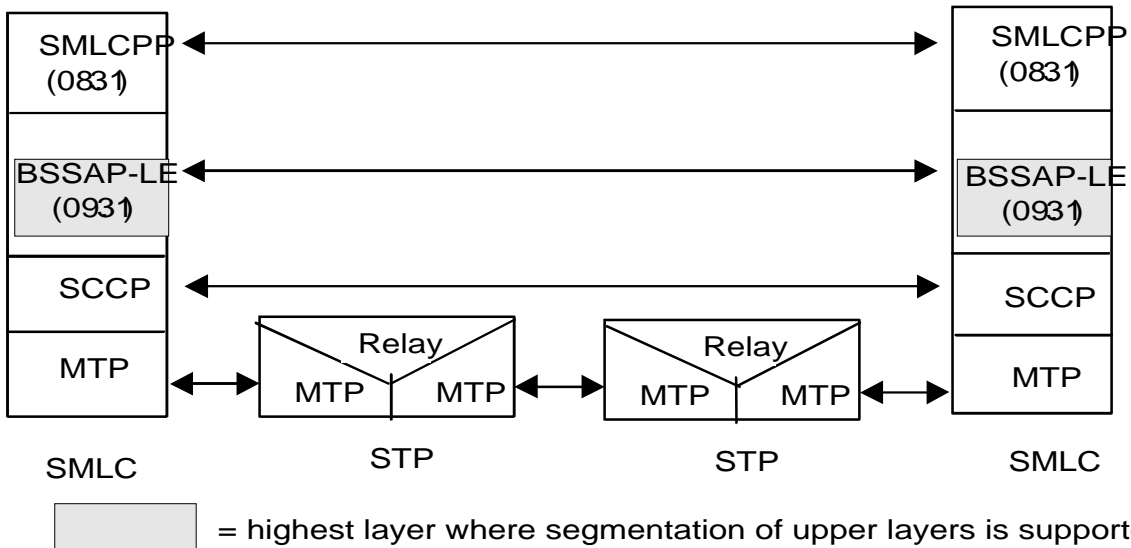 SMLCPP
(0831)
SMLCPP
(0831)
BSSAP-LE
(0931)
BSSAP-LE
(0931)
SCCP
SCCP
Relay
Relay
MTP
MTP
MTP
MTP
MTP
MTP
SMLC
STP
STP
SMLC
= highest layer where segmentation of upper layers is support